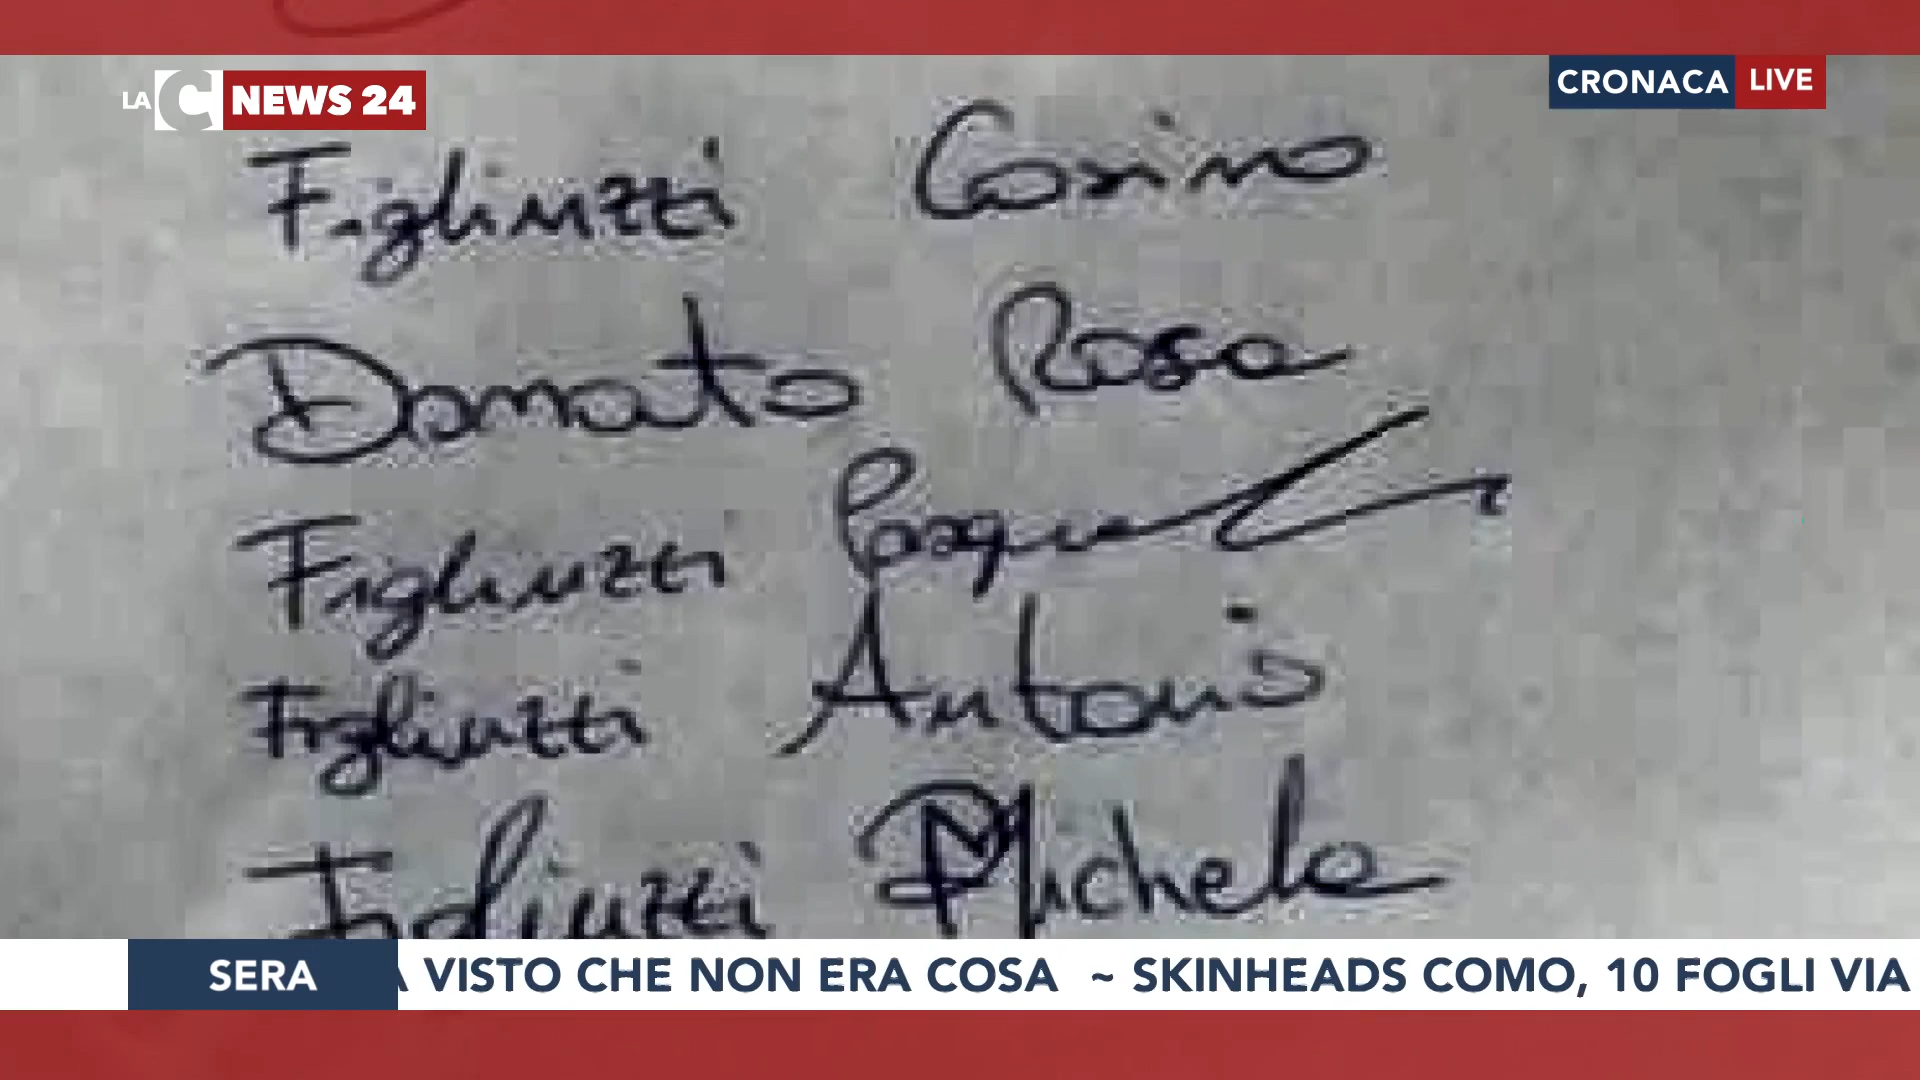 LA C NEWS 24
CRONACA LIVE
Figliuzzi Cosimo
Donato Rosa
Figliuzzi
Figliuzzi Antonio
Figliuzzi Michele
SERA
A VISTO CHE NON ERA COSA ~ SKINHEADS COMO, 10 FOGLI VIA